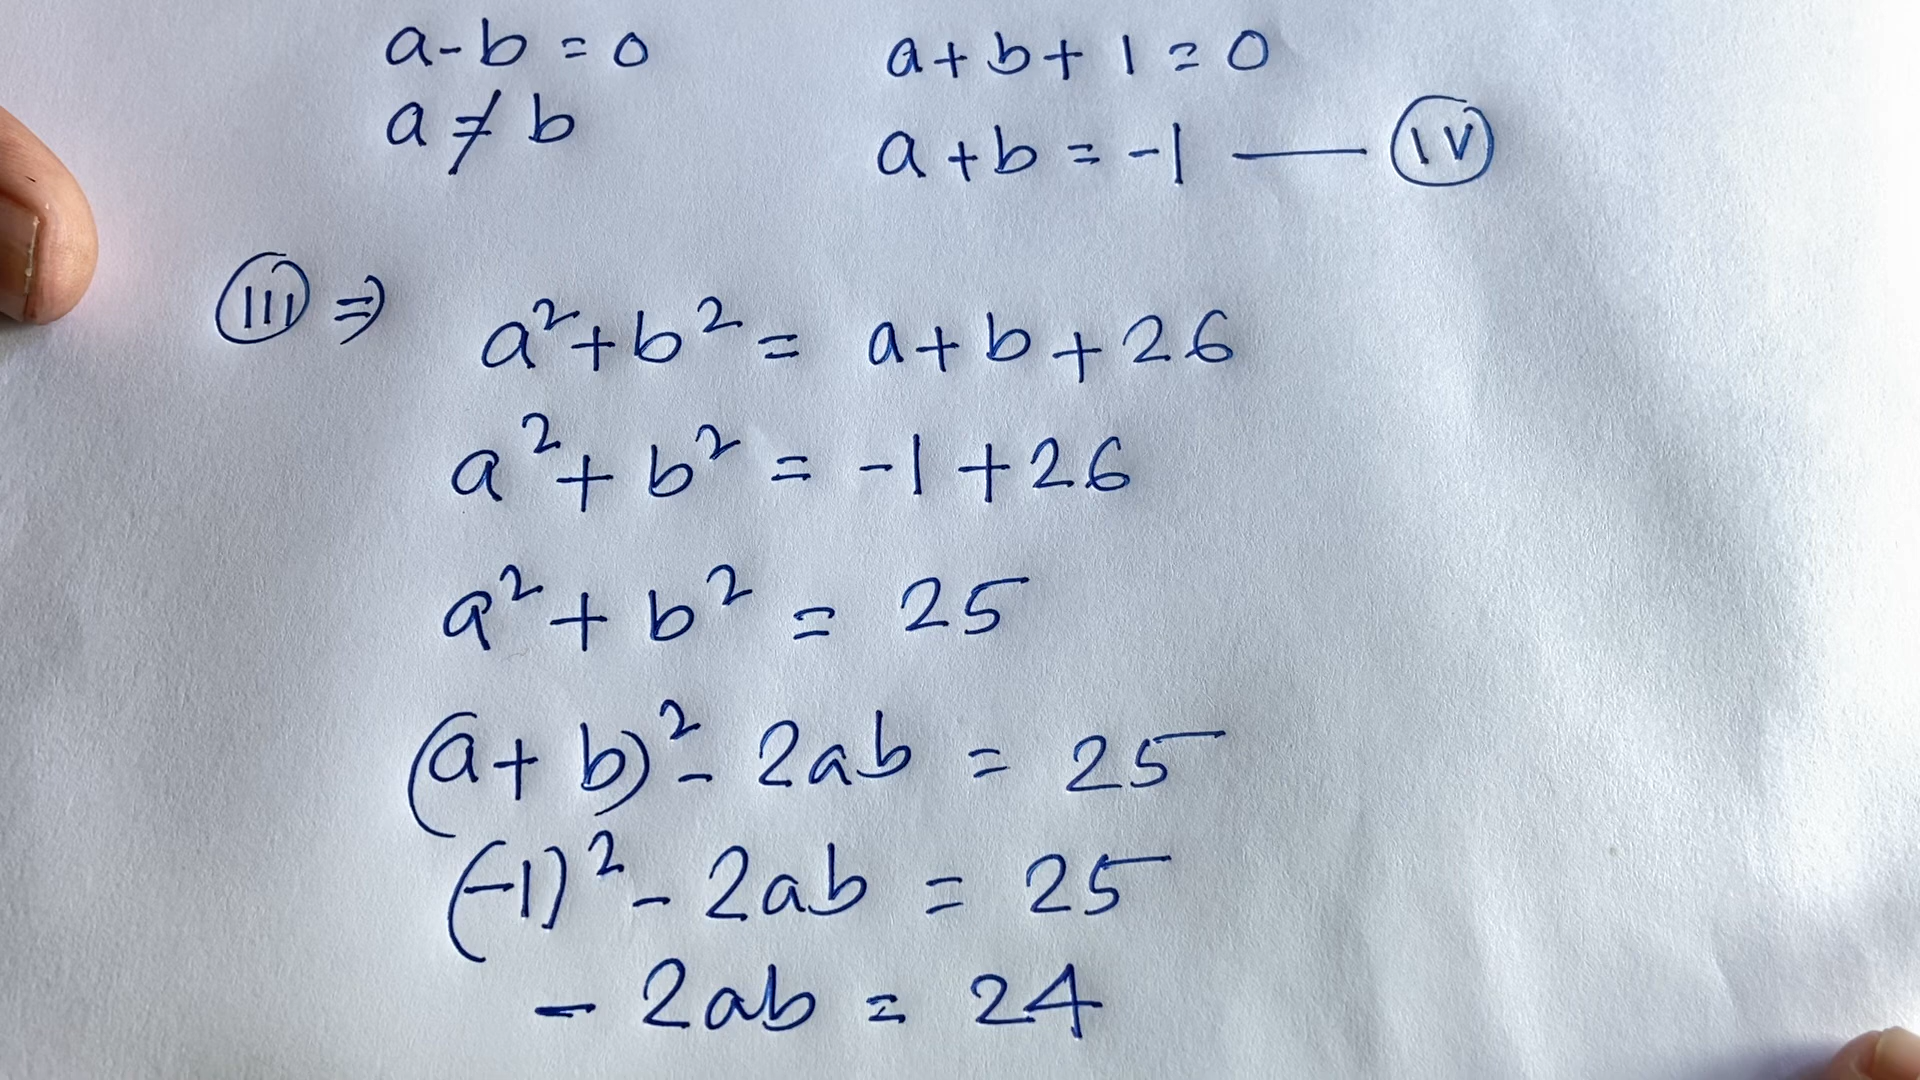 a-b=0 a+b+1=0
a≠b a+b=-1 — (IV)
(III) ⇒ a²+b²= a+b+26
a²+b² = -1+26
a²+b² = 25
(a+b)²- 2ab = 25
(-1)²- 2ab = 25
- 2ab = 24